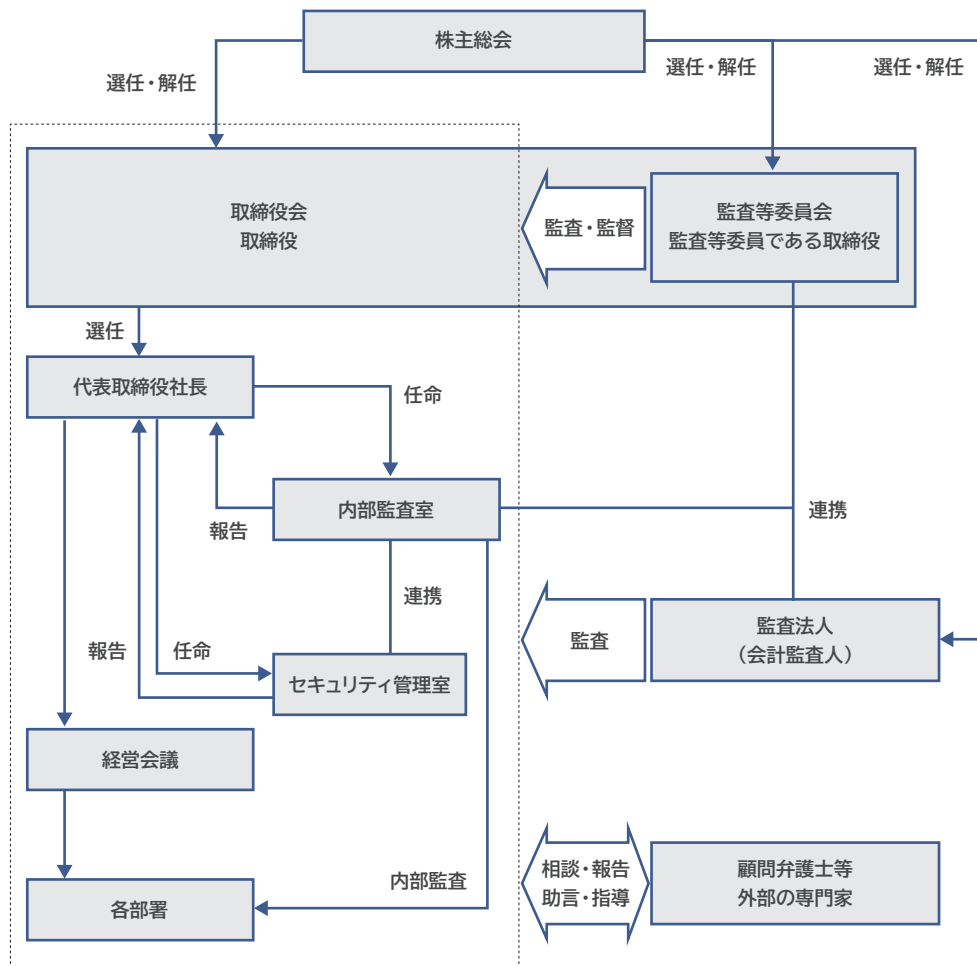 株主総会
選任・解任
選任・解任
選任・解任
取締役会
取締役
監査・監督
監査等委員会
監査等委員である取締役
選任
代表取締役社長
任命
内部監査室
報告
連携
連携
監査
監査法人
（会計監査人）
報告
任命
セキュリティ管理室
経営会議
内部監査
各部署
相談・報告
助言・指導
顧問弁護士等
外部の専門家